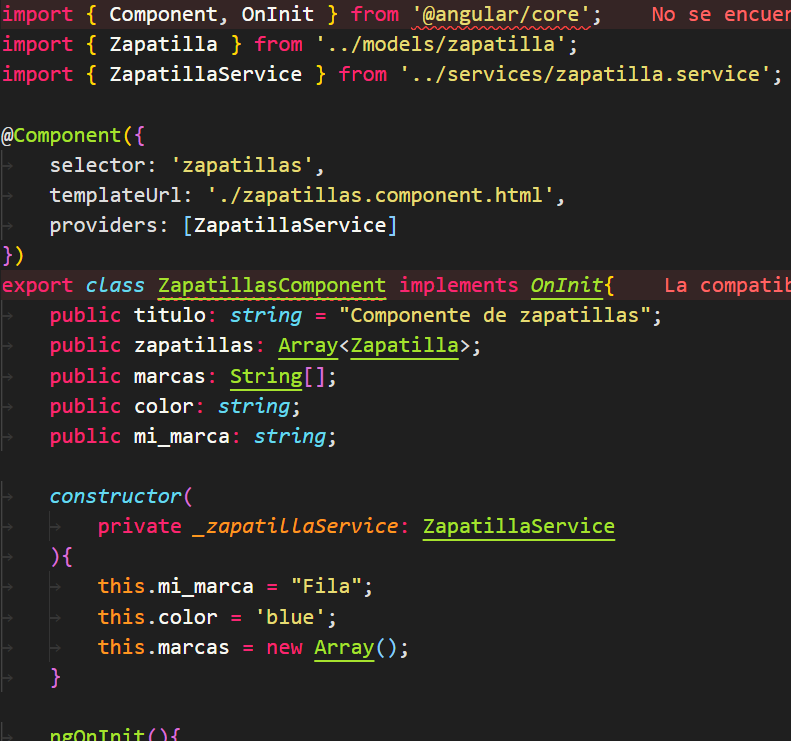 import { Component, OnInit } from '@angular/core';    No se
import { Zapatilla } from '../models/zapatilla';
import { ZapatillaService } from '../services/zapatilla.service';
@Component({
selector: 'zapatillas',
templateUrl: './zapatillas.component.html',
providers: [ZapatillaService]
})
export class ZapatillasComponent implements OnInit{    La
public titulo: string = "Componente de zapatillas";
public zapatillas: Array<Zapatilla>;
public marcas: String[];
public color: string;
public mi_marca: string;
constructor(
private _zapatillaService: ZapatillaService
){
this.mi_marca = "Fila";
this.color = 'blue';
this.marcas = new Array();
}
ngOnInit(){